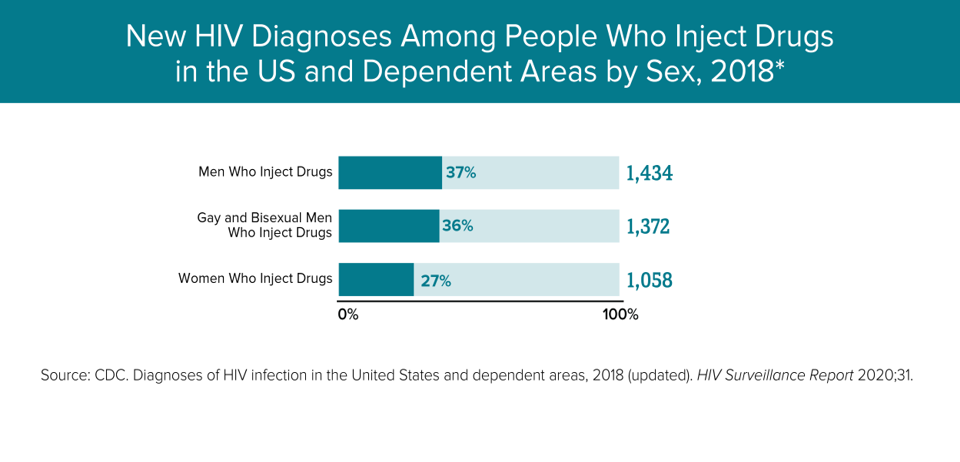 New HIV Diagnoses Among People Who Inject Drugs
in the US and Dependent Areas by Sex, 2018*
Men Who Inject Drugs
37%
1,434
Gay and Bisexual Men
Who Inject Drugs
36%
1,372
Women Who Inject Drugs
27%
1,058
0%
100%
Source: CDC. Diagnoses of HIV infection in the United States and dependent areas, 2018 (updated). HIV Surveillance Report 2020;31.